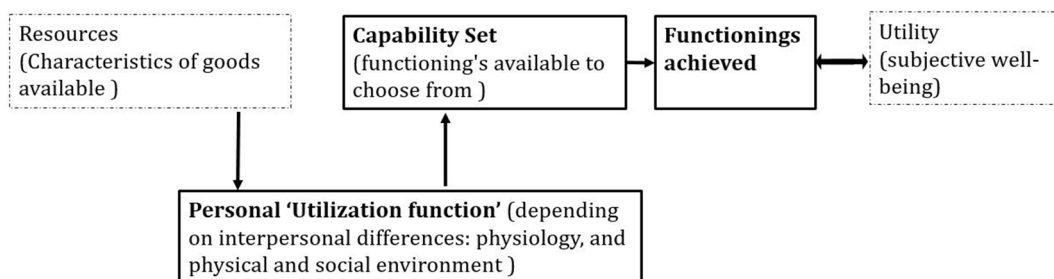 Resources
(Characteristics of goods
available )
Capability Set
(functioning's available to
choose from )
Functionings
achieved
Utility
(subjective well-
being)
Personal ‘Utilization function’ (depending
on interpersonal differences: physiology, and
physical and social environment )